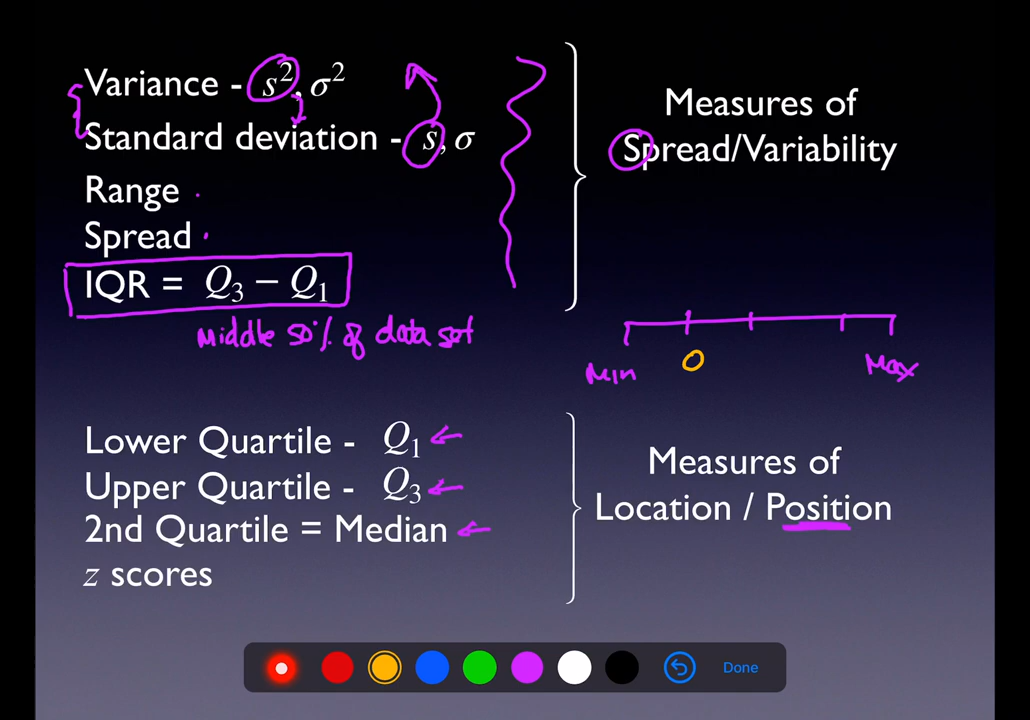 Variance - s², σ²
Standard deviation - s, σ
Measures of
Spread/Variability
Range
Spread
IQR = Q₃ − Q₁
Middle 50% of data set
Min
O
Max
Lower Quartile - Q₁
Upper Quartile - Q₃
2nd Quartile = Median
z scores
Measures of
Location / Position
Done